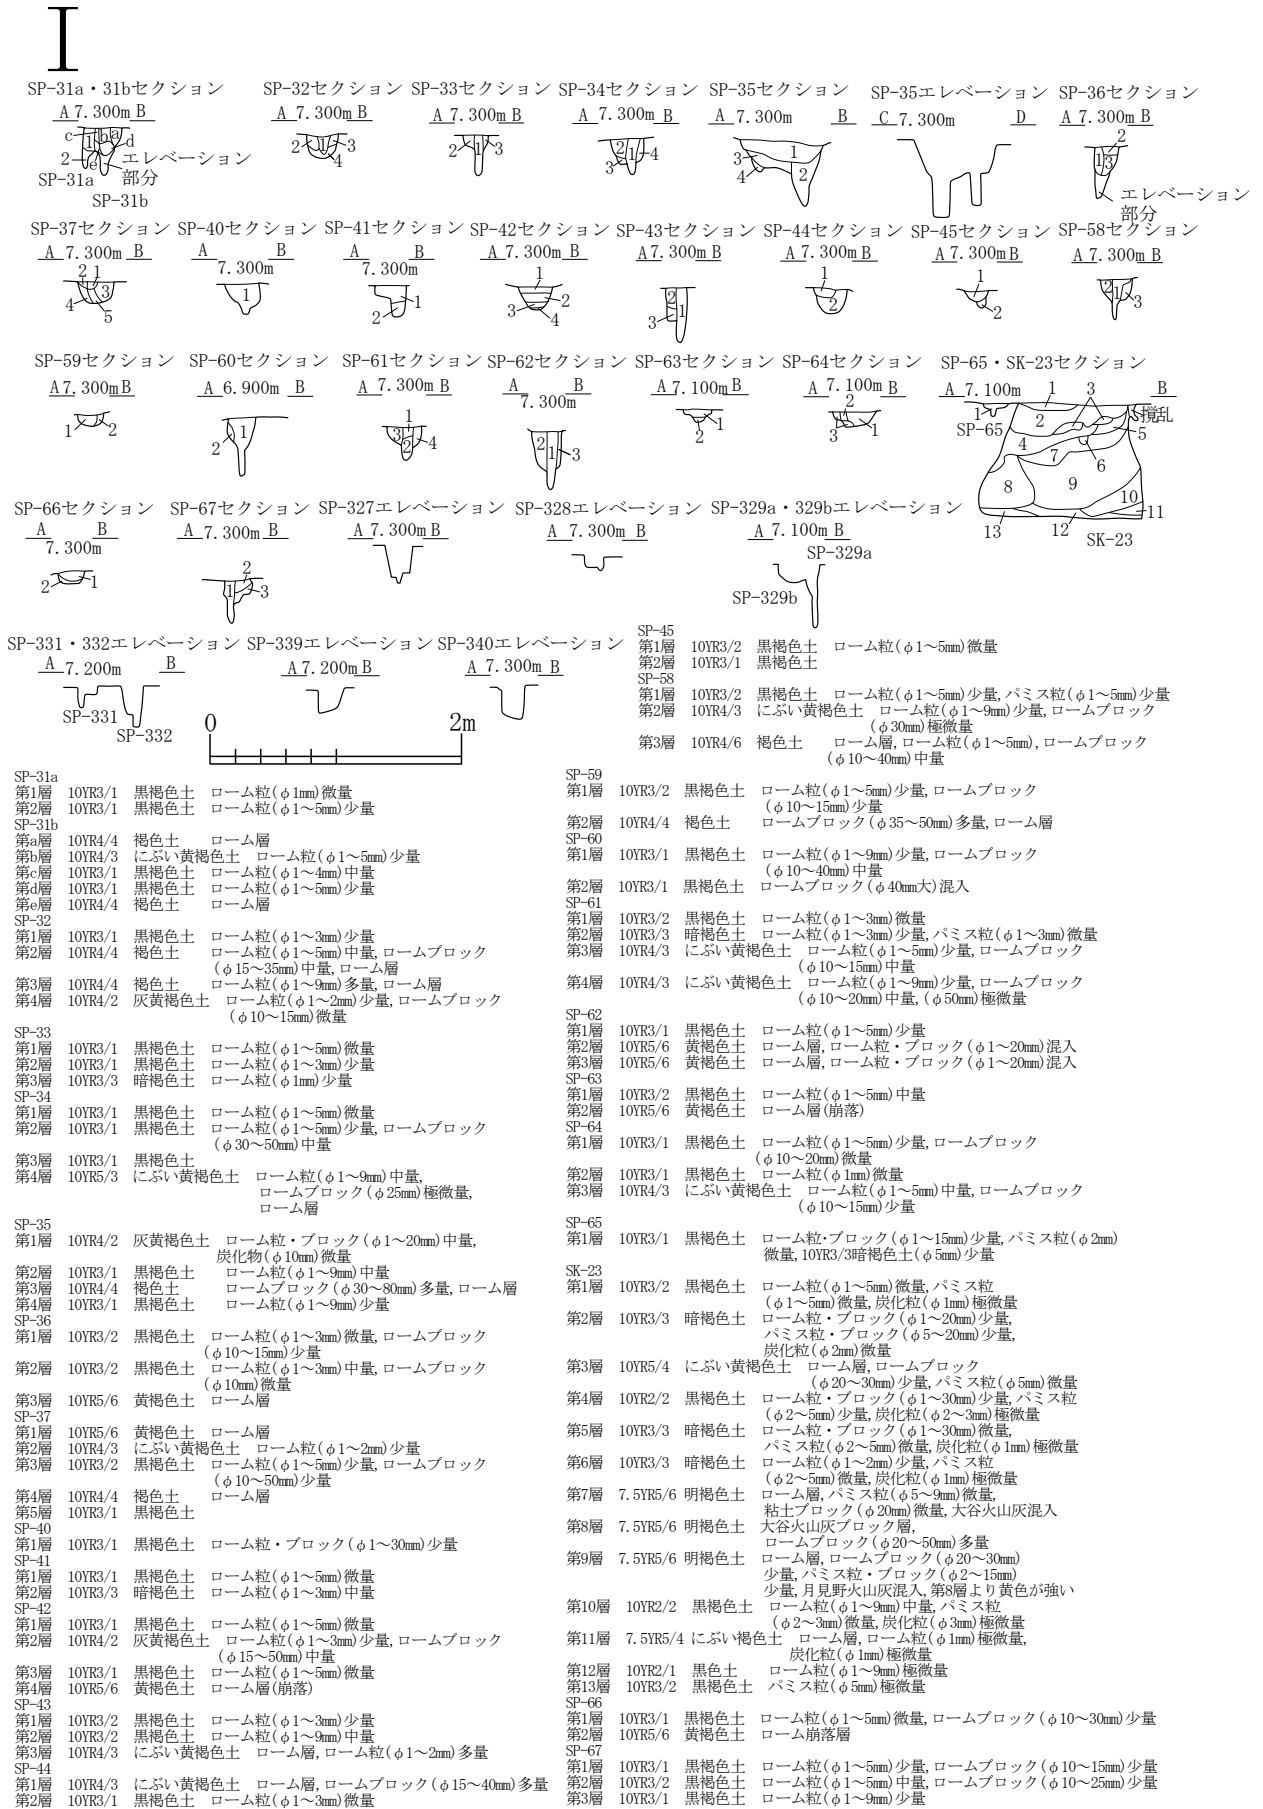 I
SP-31a・31bセクション
A 7.300m B
c 1 b a d
2 e エレベーション
部分
SP-31a
SP-31b
SP-32セクション
A 7.300m B
2 1 3
4
SP-33セクション
A 7.300m B
2 1 3
SP-34セクション
A 7.300m B
2 1 4
3
SP-35セクション
A 7.300m B
1
3
4 2
SP-35エレベーション
C 7.300m D
SP-36セクション
A 7.300m B
2
1 3
エレベーション
部分
SP-37セクション
A 7.300m B
2 1
4 3
5
SP-40セクション
A B
7.300m
1
SP-41セクション
A B
7.300m
1
2
SP-42セクション
A 7.300m B
1
2
3 4
SP-43セクション
A 7.300m B
2 1
3
SP-44セクション
A 7.300m B
1
2
SP-45セクション
A 7.300m B
1
2
SP-58セクション
A 7.300m B
2 1 3
SP-59セクション
A 7.300m B
1 2
SP-60セクション
A 6.900m B
1
2
SP-61セクション
A 7.300m B
1
3 2 4
SP-62セクション
A B
7.300m
2 1 3
SP-63セクション
A 7.100m B
1
2
SP-64セクション
A 7.100m B
2
3 1
SP-65・SK-23セクション
A 7.100m 1 3 B
1 2 撹乱
SP-65 5
4 7 6
8 9 10
11
13 12 SK-23
SP-66セクション
A B
7.300m
2 1
SP-67セクション
A 7.300m B
2
1 3
SP-327エレベーション
A 7.300m B
SP-328エレベーション
A 7.300m B
SP-329a・329bエレベーション
A 7.100m B
SP-329a
SP-329b
SP-331・332エレベーション
A 7.200m B
SP-331
SP-332
SP-339エレベーション
A 7.200m B
SP-340エレベーション
A 7.300m B
0 2m
SP-31a
第1層 10YR3/1 黒褐色土 ローム粒(φ1mm)微量
第2層 10YR3/1 黒褐色土 ローム粒(φ1～5mm)少量
SP-31b
第a層 10YR4/4 褐色土 ローム層
第b層 10YR4/3 にぶい黄褐色土 ローム粒(φ1～5mm)少量
第c層 10YR3/1 黒褐色土 ローム粒(φ1～4mm)中量
第d層 10YR3/1 黒褐色土 ローム粒(φ1～5mm)少量
第e層 10YR4/4 褐色土 ローム層
SP-32
第1層 10YR3/1 黒褐色土 ローム粒(φ1～3mm)少量
第2層 10YR4/4 褐色土 ローム粒(φ1～5mm)中量,ロームブロック
(φ15～35mm)中量,ローム層
第3層 10YR4/4 褐色土 ローム粒(φ1～9mm)多量,ローム層
第4層 10YR4/2 灰黄褐色土 ローム粒(φ1～2mm)少量,ロームブロック
(φ10～15mm)微量
SP-33
第1層 10YR3/1 黒褐色土 ローム粒(φ1～5mm)微量
第2層 10YR3/1 黒褐色土 ローム粒(φ1～3mm)少量
第3層 10YR3/3 暗褐色土 ローム粒(φ1mm)少量
SP-34
第1層 10YR3/1 黒褐色土 ローム粒(φ1～5mm)微量
第2層 10YR3/1 黒褐色土 ローム粒(φ1～5mm)少量,ロームブロック
(φ30～50mm)中量
第3層 10YR3/1 黒褐色土
第4層 10YR5/3 にぶい黄褐色土 ローム粒(φ1～9mm)中量,
ロームブロック(φ25mm)極微量,
ローム層
SP-35
第1層 10YR4/2 灰黄褐色土 ローム粒・ブロック(φ1～20mm)中量,
炭化物(φ10mm)微量
第2層 10YR3/1 黒褐色土 ローム粒(φ1～9mm)中量
第3層 10YR4/4 褐色土 ロームブロック(φ30～80mm)多量,ローム層
第4層 10YR3/1 黒褐色土 ローム粒(φ1～9mm)少量
SP-36
第1層 10YR3/2 黒褐色土 ローム粒(φ1～3mm)微量,ロームブロック
(φ10～15mm)少量
第2層 10YR3/2 黒褐色土 ローム粒(φ1～3mm)中量,ロームブロック
(φ10mm)微量
第3層 10YR5/6 黄褐色土 ローム層
SP-37
第1層 10YR5/6 黄褐色土 ローム層
第2層 10YR4/3 にぶい黄褐色土 ローム粒(φ1～2mm)少量
第3層 10YR3/2 黒褐色土 ローム粒(φ1～5mm)少量,ロームブロック
(φ10～50mm)少量
第4層 10YR4/4 褐色土 ローム層
第5層 10YR3/1 黒褐色土
SP-40
第1層 10YR3/1 黒褐色土 ローム粒・ブロック(φ1～30mm)少量
SP-41
第1層 10YR3/1 黒褐色土 ローム粒(φ1～5mm)微量
第2層 10YR3/3 暗褐色土 ローム粒(φ1～3mm)中量
SP-42
第1層 10YR3/1 黒褐色土 ローム粒(φ1～5mm)微量
第2層 10YR4/2 灰黄褐色土 ローム粒(φ1～3mm)少量,ロームブロック
(φ15～50mm)中量
第3層 10YR3/1 黒褐色土 ローム粒(φ1～5mm)微量
第4層 10YR5/6 黄褐色土 ローム層(崩落)
SP-43
第1層 10YR3/2 黒褐色土 ローム粒(φ1～3mm)少量
第2層 10YR3/2 黒褐色土 ローム粒(φ1～9mm)中量
第3層 10YR4/3 にぶい黄褐色土 ローム層,ローム粒(φ1～2mm)多量
SP-44
第1層 10YR4/3 にぶい黄褐色土 ローム層,ロームブロック(φ15～40mm)多量
第2層 10YR3/1 黒褐色土 ローム粒(φ1～3mm)微量
SP-45
第1層 10YR3/2 黒褐色土 ローム粒(φ1～5mm)微量
第2層 10YR3/1 黒褐色土
SP-58
第1層 10YR3/2 黒褐色土 ローム粒(φ1～5mm)少量,パミス粒(φ1～5mm)少量
第2層 10YR4/3 にぶい黄褐色土 ローム粒(φ1～9mm)少量,ロームブロック
(φ30mm)極微量
第3層 10YR4/6 褐色土 ローム層,ローム粒(φ1～5mm),ロームブロック
(φ10～40mm)中量
SP-59
第1層 10YR3/2 黒褐色土 ローム粒(φ1～5mm)少量,ロームブロック
(φ10～15mm)少量
第2層 10YR4/4 褐色土 ロームブロック(φ35～50mm)多量,ローム層
SP-60
第1層 10YR3/1 黒褐色土 ローム粒(φ1～9mm)少量,ロームブロック
(φ10～40mm)中量
第2層 10YR3/1 黒褐色土 ロームブロック(φ40mm大)混入
SP-61
第1層 10YR3/2 黒褐色土 ローム粒(φ1～3mm)微量
第2層 10YR3/3 暗褐色土 ローム粒(φ1～3mm)少量,パミス粒(φ1～3mm)微量
第3層 10YR4/3 にぶい黄褐色土 ローム粒(φ1～5mm)少量,ロームブロック
(φ10～15mm)中量
第4層 10YR4/3 にぶい黄褐色土 ローム粒(φ1～9mm)少量,ロームブロック
(φ10～20mm)中量,(φ50mm)極微量
SP-62
第1層 10YR3/1 黒褐色土 ローム粒(φ1～5mm)少量
第2層 10YR5/6 黄褐色土 ローム層,ローム粒・ブロック(φ1～20mm)混入
第3層 10YR5/6 黄褐色土 ローム層,ローム粒・ブロック(φ1～20mm)混入
SP-63
第1層 10YR3/2 黒褐色土 ローム粒(φ1～5mm)中量
第2層 10YR5/6 黄褐色土 ローム層(崩落)
SP-64
第1層 10YR3/1 黒褐色土 ローム粒(φ1～5mm)少量,ロームブロック
(φ10～20mm)微量
第2層 10YR3/1 黒褐色土 ローム粒(φ1mm)微量
第3層 10YR4/3 にぶい黄褐色土 ローム粒(φ1～5mm)中量,ロームブロック
(φ10～15mm)少量
SP-65
第1層 10YR3/1 黒褐色土 ローム粒・ブロック(φ1～15mm)少量,パミス粒(φ2mm)
微量,10YR3/3暗褐色土(φ5mm)少量
SK-23
第1層 10YR3/2 黒褐色土 ローム粒(φ1～5mm)微量,パミス粒
(φ1～5mm)微量,炭化粒(φ1mm)極微量
第2層 10YR3/3 暗褐色土 ローム粒・ブロック(φ1～20mm)少量,
パミス粒・ブロック(φ5～20mm)少量,
炭化粒(φ2mm)微量
第3層 10YR5/4 にぶい黄褐色土 ローム層,ロームブロック
(φ20～30mm)少量,パミス粒(φ5mm)微量
第4層 10YR2/2 黒褐色土 ローム粒・ブロック(φ1～30mm)少量,パミス粒
(φ2～5mm)少量,炭化粒(φ2～3mm)極微量
第5層 10YR3/3 暗褐色土 ローム粒・ブロック(φ1～30mm)微量,
パミス粒(φ2～5mm)微量,炭化粒(φ1mm)極微量
第6層 10YR3/3 暗褐色土 ローム粒(φ1～2mm)少量,パミス粒
(φ2～5mm)微量,炭化粒(φ1mm)極微量
第7層 7.5YR5/6 明褐色土 ローム層,パミス粒(φ5～9mm)微量,
粘土ブロック(φ20mm)微量,大谷火山灰混入
第8層 7.5YR5/6 明褐色土 大谷火山灰ブロック層,
ロームブロック(φ20～50mm)多量
第9層 7.5YR5/6 明褐色土 ローム層,ロームブロック(φ20～30mm)
少量,パミス粒・ブロック(φ2～15mm)
少量,月見野火山灰混入,第8層より黄色が強い
第10層 10YR2/2 黒褐色土 ローム粒(φ1～9mm)中量,パミス粒
(φ2～3mm)微量,炭化粒(φ3mm)極微量
第11層 7.5YR5/4 にぶい褐色土 ローム層,ローム粒(φ1mm)極微量,
炭化粒(φ1mm)極微量
第12層 10YR2/1 黒色土 ローム粒(φ1～9mm)極微量
第13層 10YR3/2 黒褐色土 パミス粒(φ5mm)極微量
SP-66
第1層 10YR3/1 黒褐色土 ローム粒(φ1～5mm)微量,ロームブロック(φ10～30mm)少量
第2層 10YR5/6 黄褐色土 ローム崩落層
SP-67
第1層 10YR3/1 黒褐色土 ローム粒(φ1～5mm)少量,ロームブロック(φ10～15mm)少量
第2層 10YR3/2 黒褐色土 ローム粒(φ1～5mm)中量,ロームブロック(φ10～25mm)少量
第3層 10YR3/1 黒褐色土 ローム粒(φ1～9mm)少量